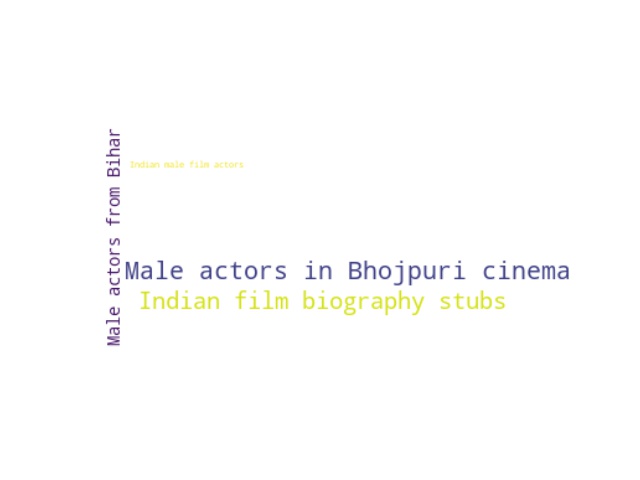 Male actors from Bihar
Indian male film actors
Male actors in Bhojpuri cinema
Indian film biography stubs